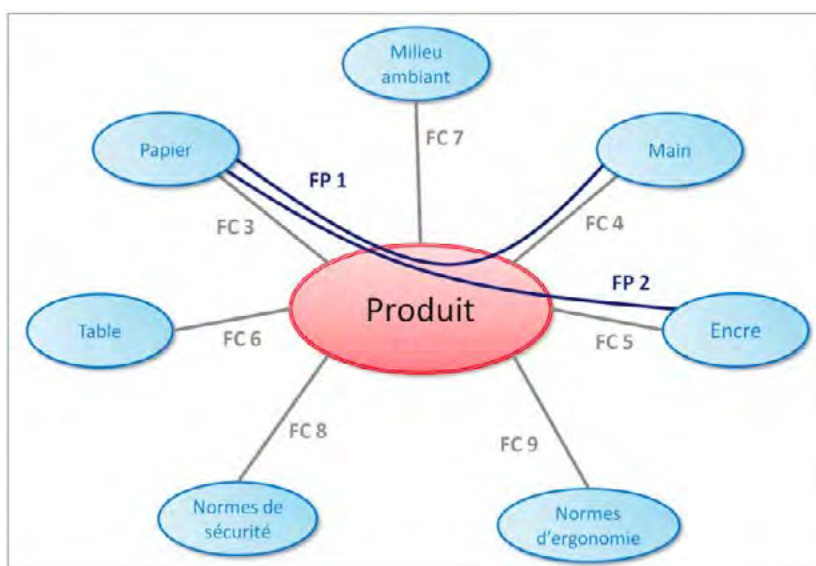 Milieu
ambiant
Papier
FP 1
FC 7
Main
FC 3
FC 4
FP 2
Produit
Table
FC 6
FC 5
Encre
FC 8
FC 9
Normes de
sécurité
Normes
d'ergonomie